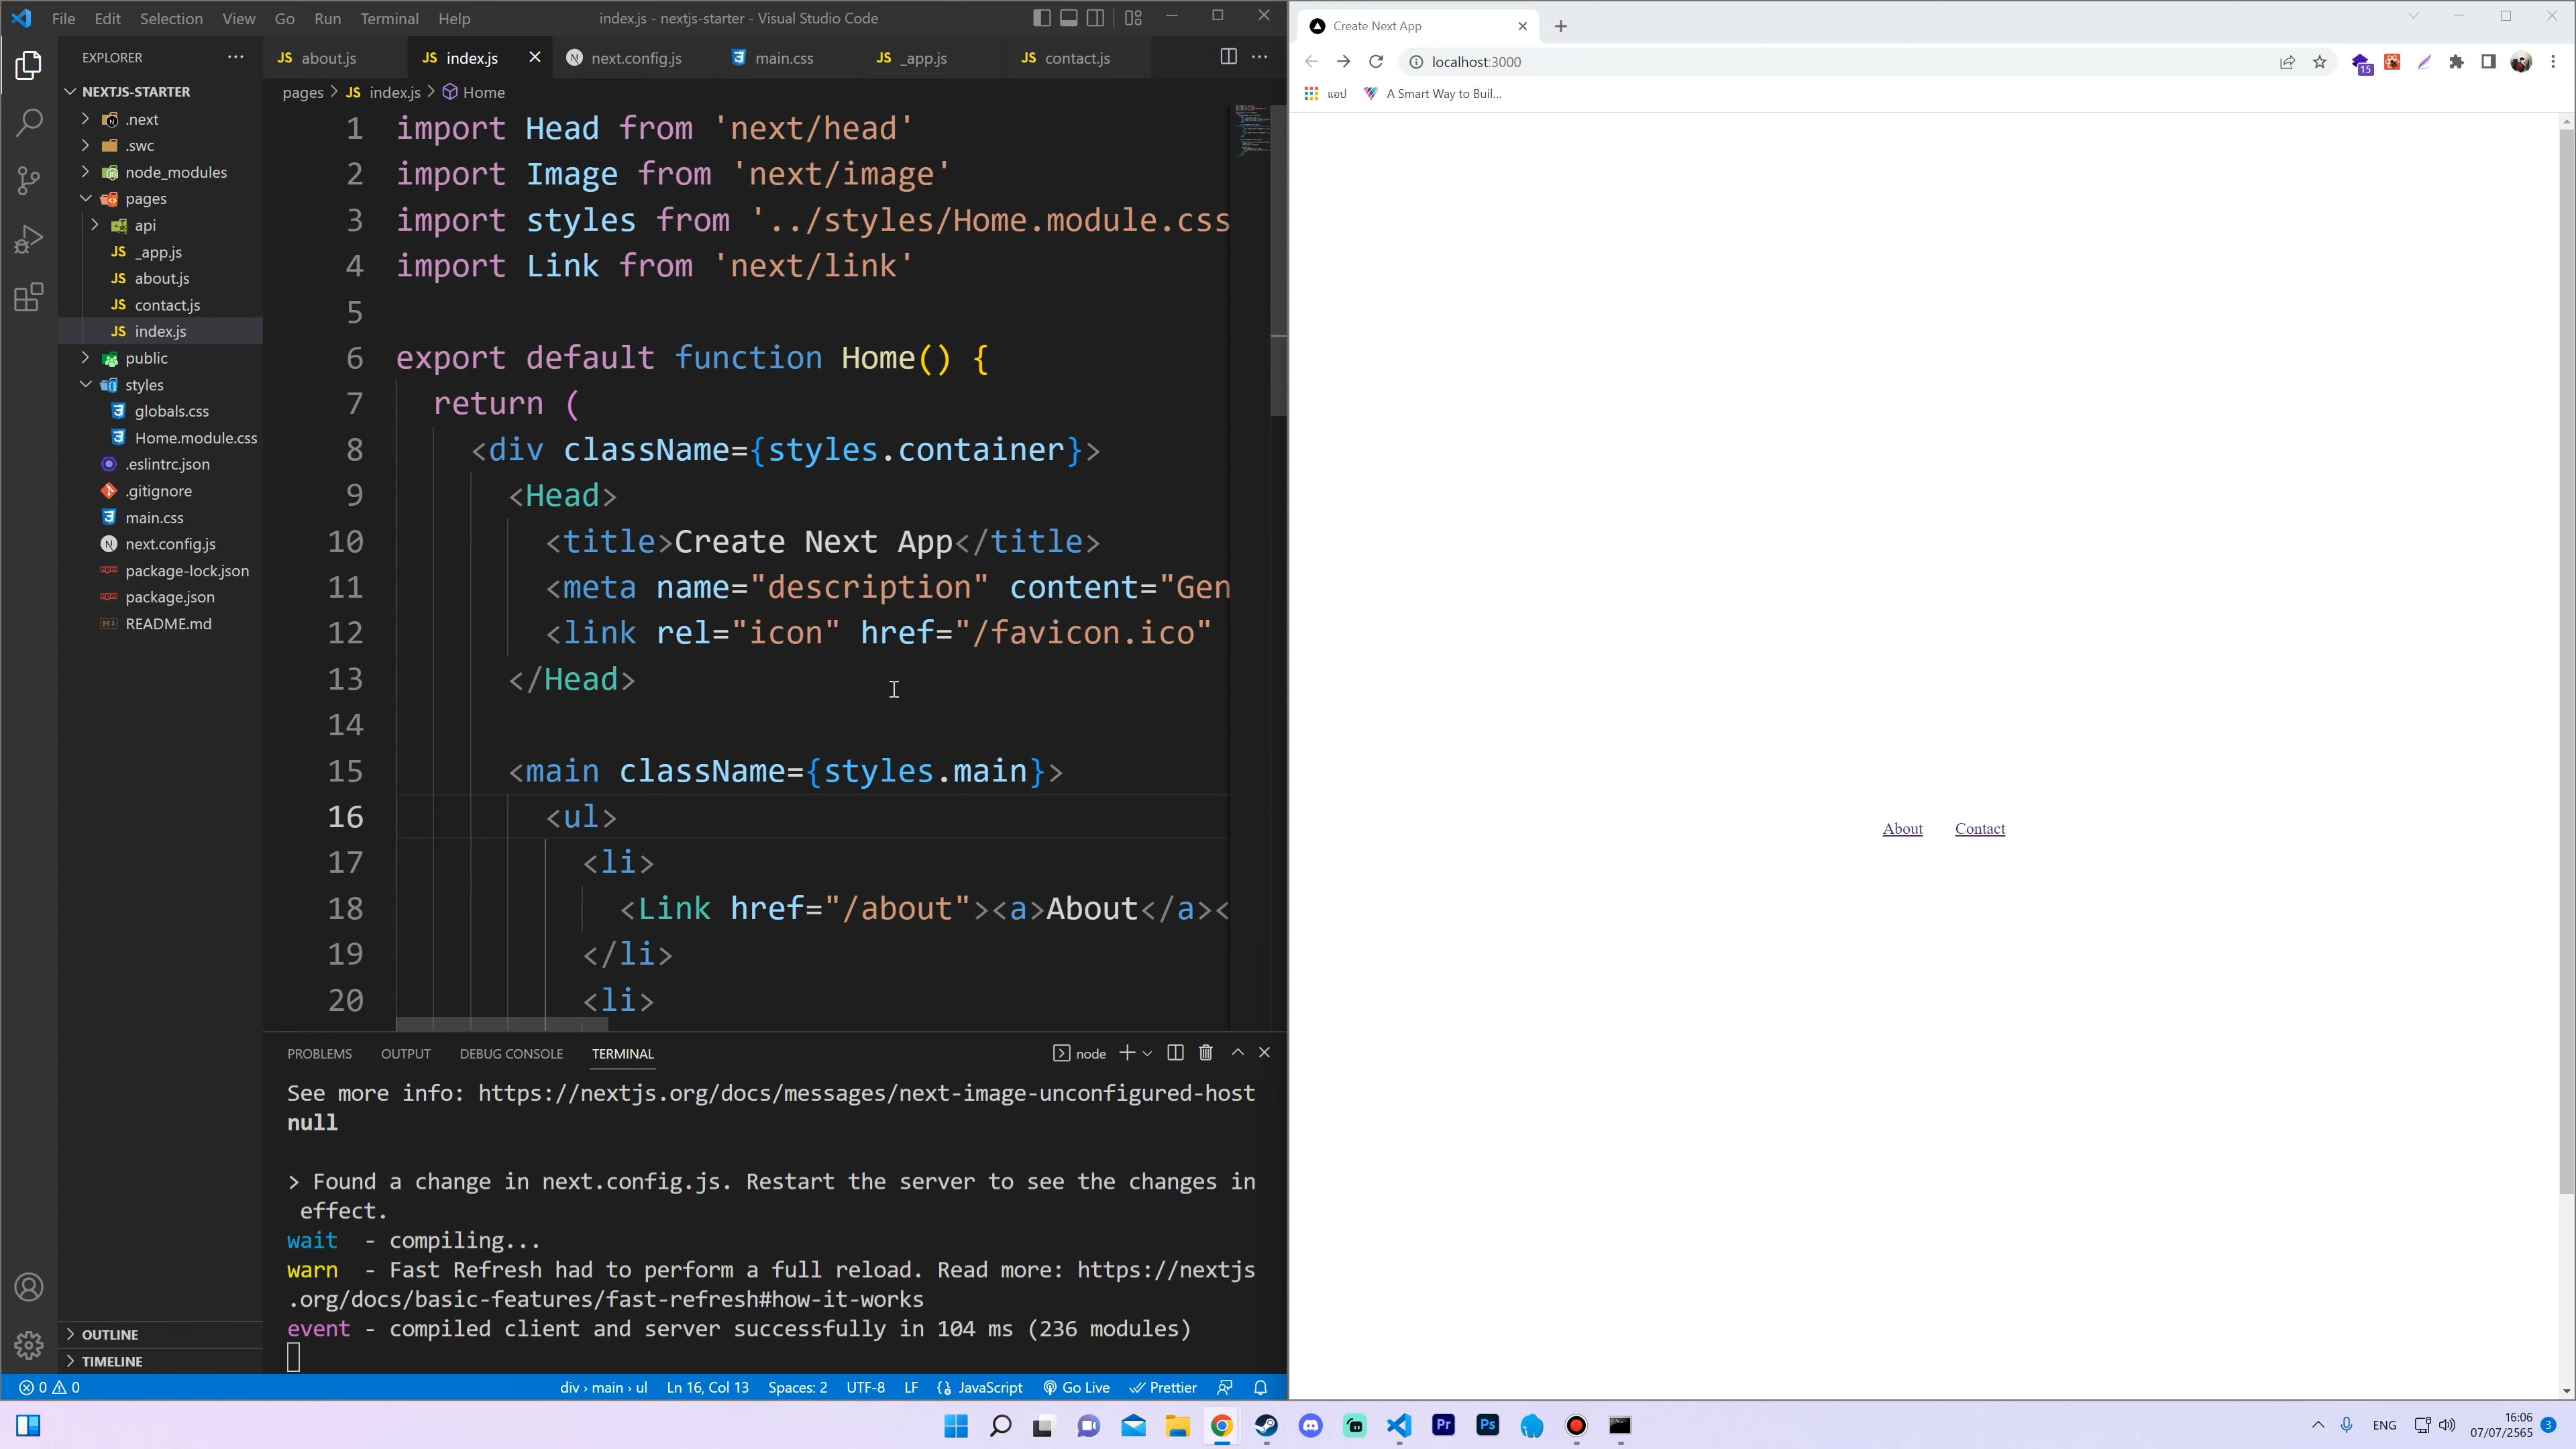 File Edit Selection View Go Run Terminal Help
index.js - nextjs-starter - Visual Studio Code
EXPLORER
NEXTJS-STARTER
.next
.swc
node_modules
pages
api
_app.js
about.js
contact.js
index.js
public
styles
globals.css
Home.module.css
.eslintrc.json
.gitignore
main.css
next.config.js
package-lock.json
package.json
README.md
OUTLINE
TIMELINE
JS about.js JS index.js next.config.js main.css JS _app.js JS contact.js
pages > JS index.js > Home
1 import Head from 'next/head'
2 import Image from 'next/image'
3 import styles from '../styles/Home.module.css
4 import Link from 'next/link'
5
6 export default function Home() {
7 return (
8 <div className={styles.container}>
9 <Head>
10 <title>Create Next App</title>
11 <meta name="description" content="Gen
12 <link rel="icon" href="/favicon.ico"
13 </Head>
14
15 <main className={styles.main}>
16 <ul>
17 <li>
18 <Link href="/about"><a>About</a><
19 </li>
20 <li>
PROBLEMS OUTPUT DEBUG CONSOLE TERMINAL
node
See more info: https://nextjs.org/docs/messages/next-image-unconfigured-host
null
> Found a change in next.config.js. Restart the server to see the changes in
effect.
wait - compiling...
warn - Fast Refresh had to perform a full reload. Read more: https://nextjs
.org/docs/basic-features/fast-refresh#how-it-works
event - compiled client and server successfully in 104 ms (236 modules)
0 0
div › main › ul Ln 16, Col 13 Spaces: 2 UTF-8 LF JavaScript Go Live Prettier
Create Next App
localhost:3000
15
แอป A Smart Way to Buil...
About Contact
Pr Ps
ENG
16:06
07/07/2565
3